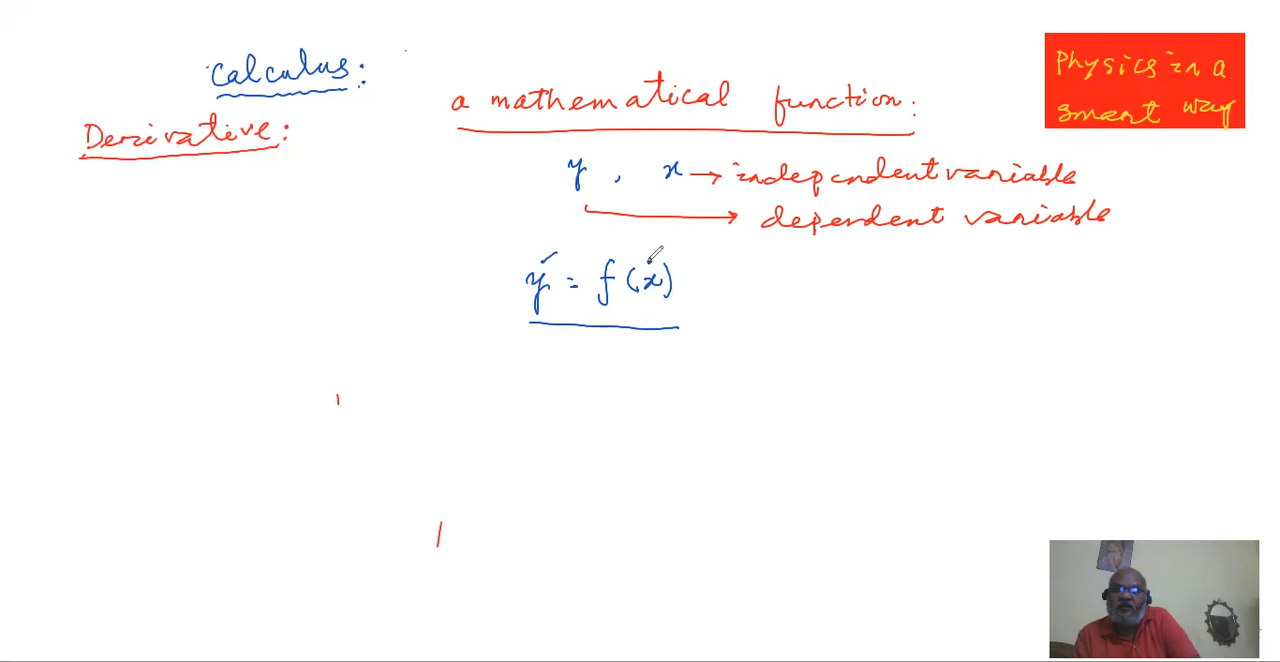 Calculus:
Derivative:
a mathematical function:
y , x → independent variable
→ dependent variable
y = f(x)
Physics in a
smart way